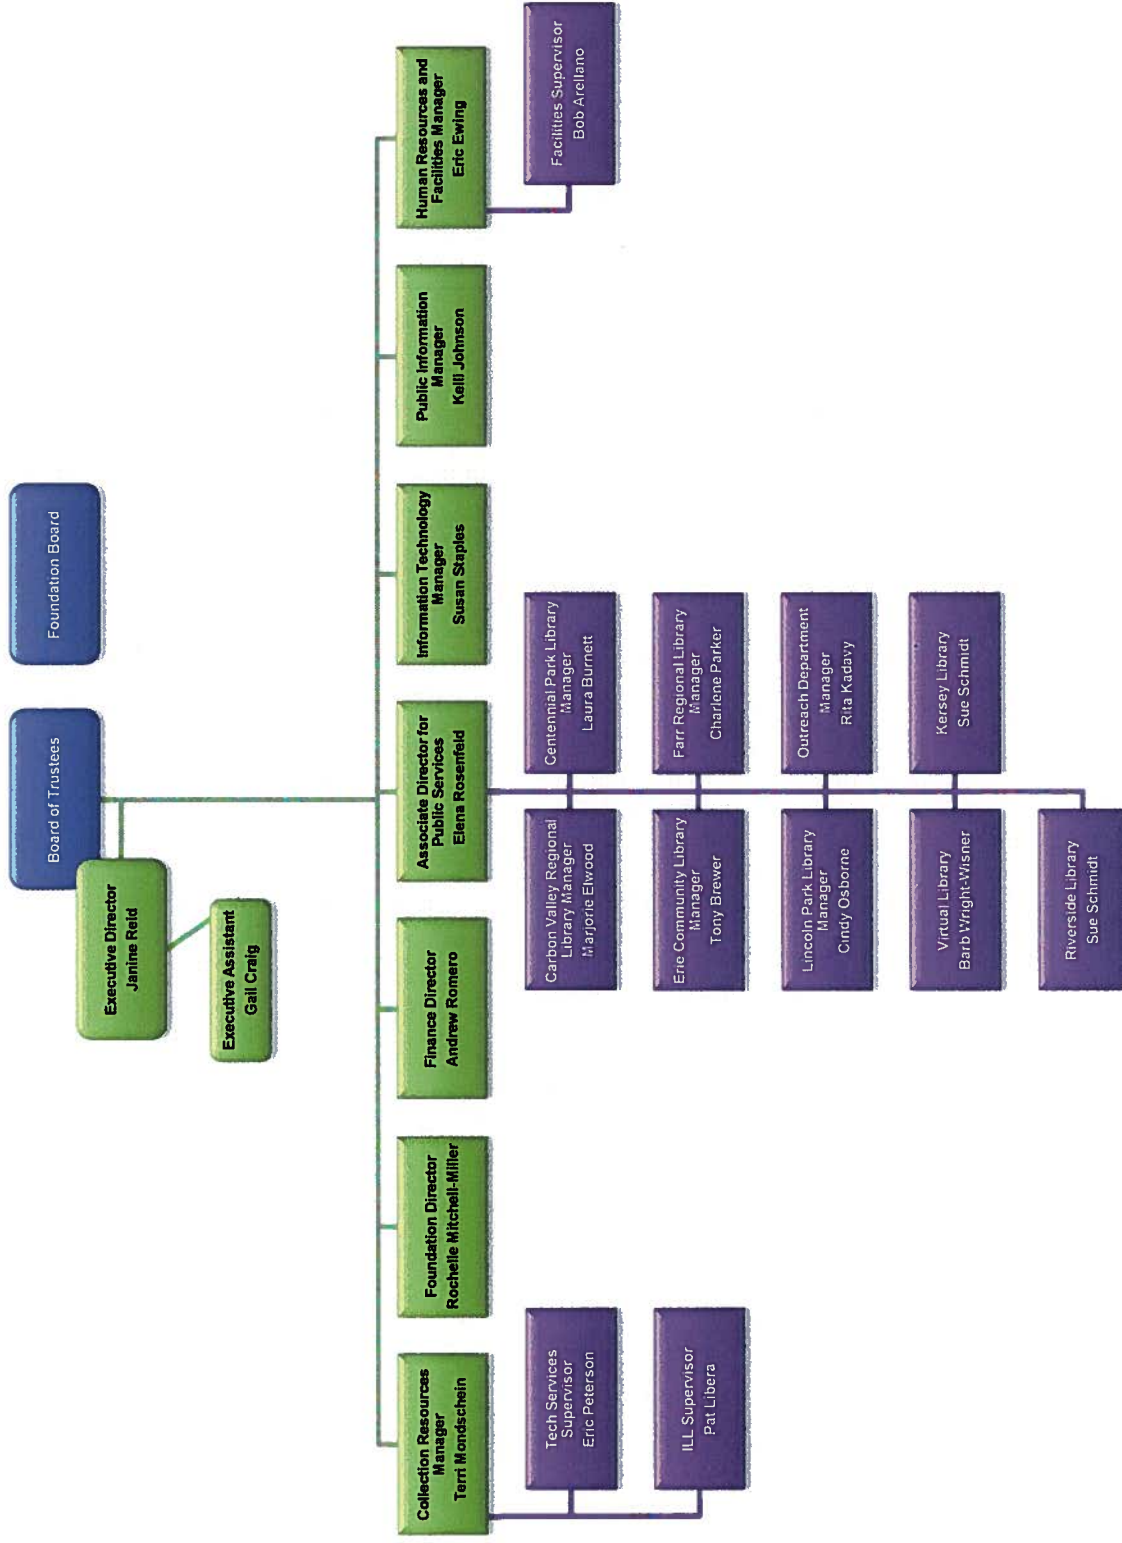 Board of Trustees
Foundation Board
Executive Director
Janine Reid
Executive Assistant
Gail Craig
Collection Resources
Manager
Terri Mondschein
Foundation Director
Rochelle Mitchell-Miller
Finance Director
Andrew Romero
Associate Director for
Public Services
Elena Rosenfeld
Information Technology
Manager
Susan Staples
Public Information
Manager
Kelli Johnson
Human Resources and
Facilities Manager
Eric Ewing
Tech Services
Supervisor
Eric Peterson
ILL Supervisor
Pat Libera
Carbon Valley Regional
Library Manager
Marjorie Elwood
Centennial Park Library
Manager
Laura Burnett
Erie Community Library
Manager
Tony Brewer
Farr Regional Library
Manager
Charlene Parker
Lincoln Park Library
Manager
Cindy Osborne
Outreach Department
Manager
Rita Kadavy
Virtual Library
Barb Wright-Wisner
Kersey Library
Sue Schmidt
Riverside Library
Sue Schmidt
Facilities Supervisor
Bob Arellano